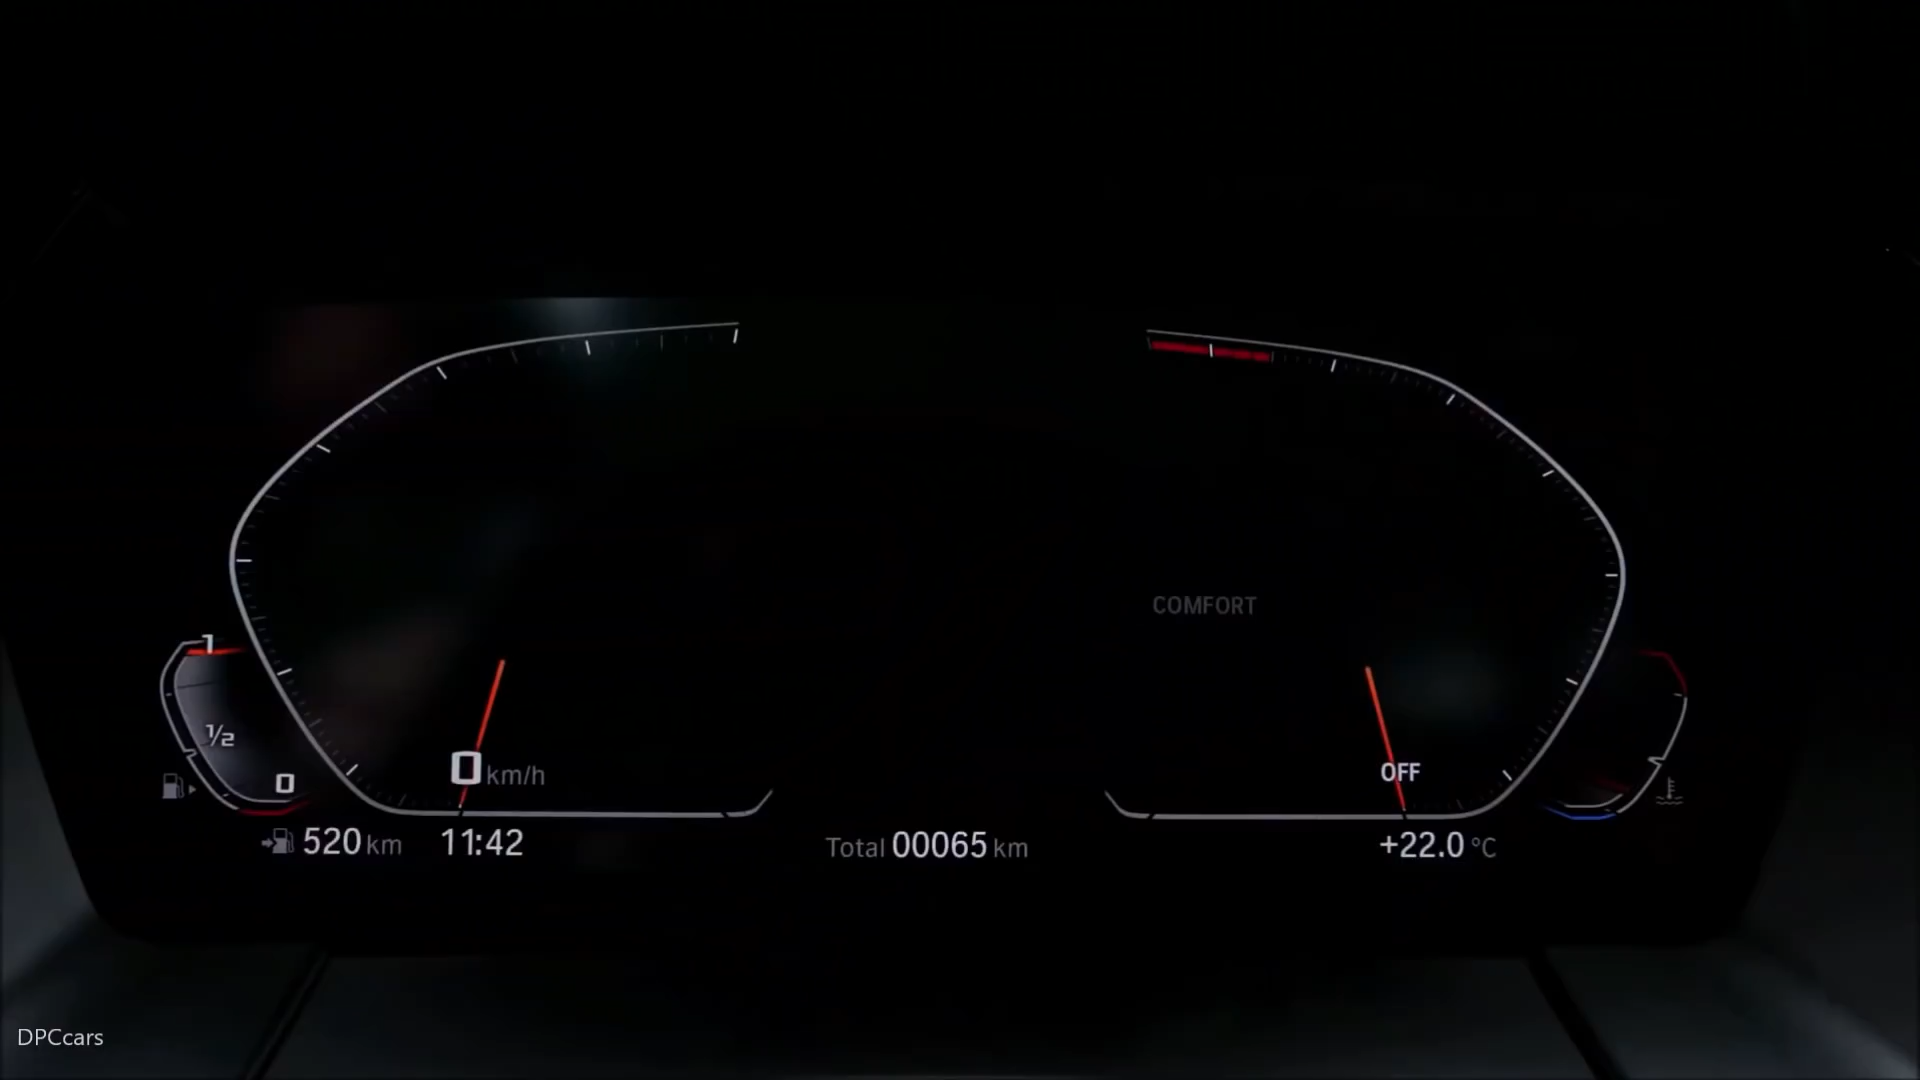 COMFORT
1
1/2
0
0 km/h
OFF
520 km
11:42
Total 00065 km
+22.0 °C
DPCcars